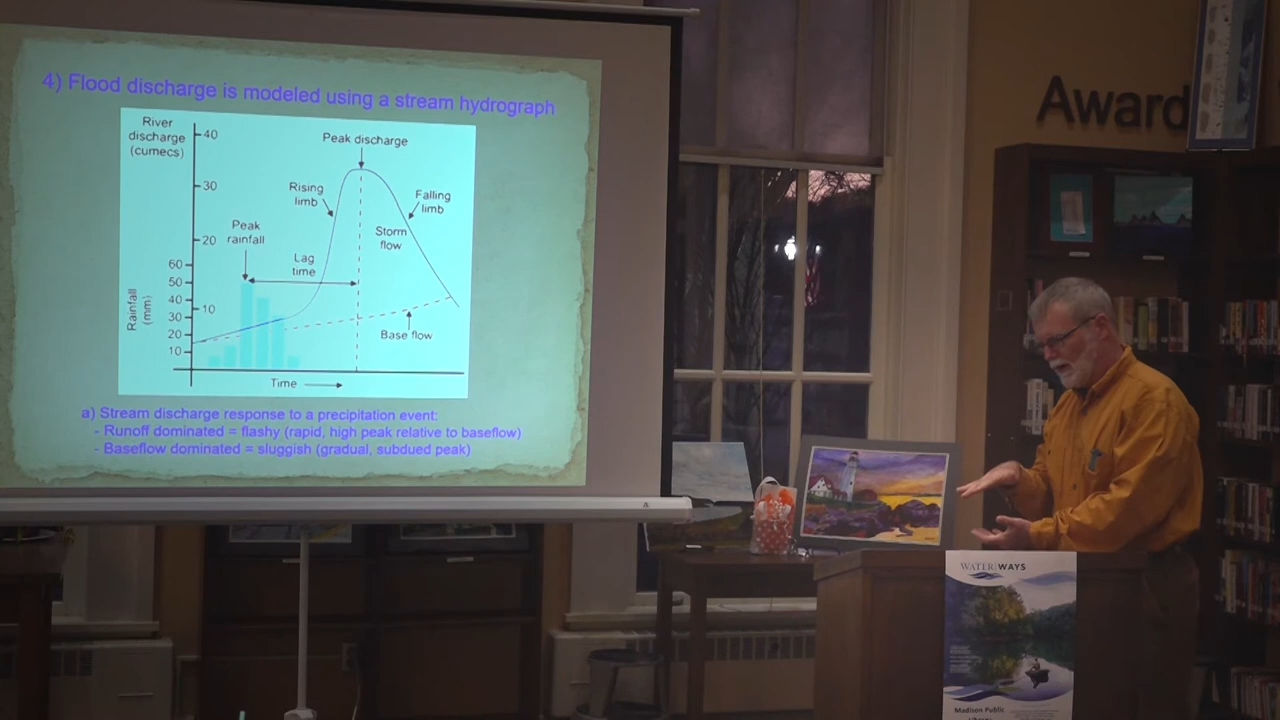 4) Flood discharge is modeled using a stream hydrograph
River
discharge
(cumecs)
40
30
20
10
Peak discharge
Rising
limb
Falling
limb
Storm
flow
Peak
rainfall
Lag
time
60
50
40
30
20
10
Rainfall
(mm)
Base flow
Time
a) Stream discharge response to a precipitation event:
- Runoff dominated = flashy (rapid, high peak relative to baseflow)
- Baseflow dominated = sluggish (gradual, subdued peak)
Award
WATER|WAYS
Madison Public